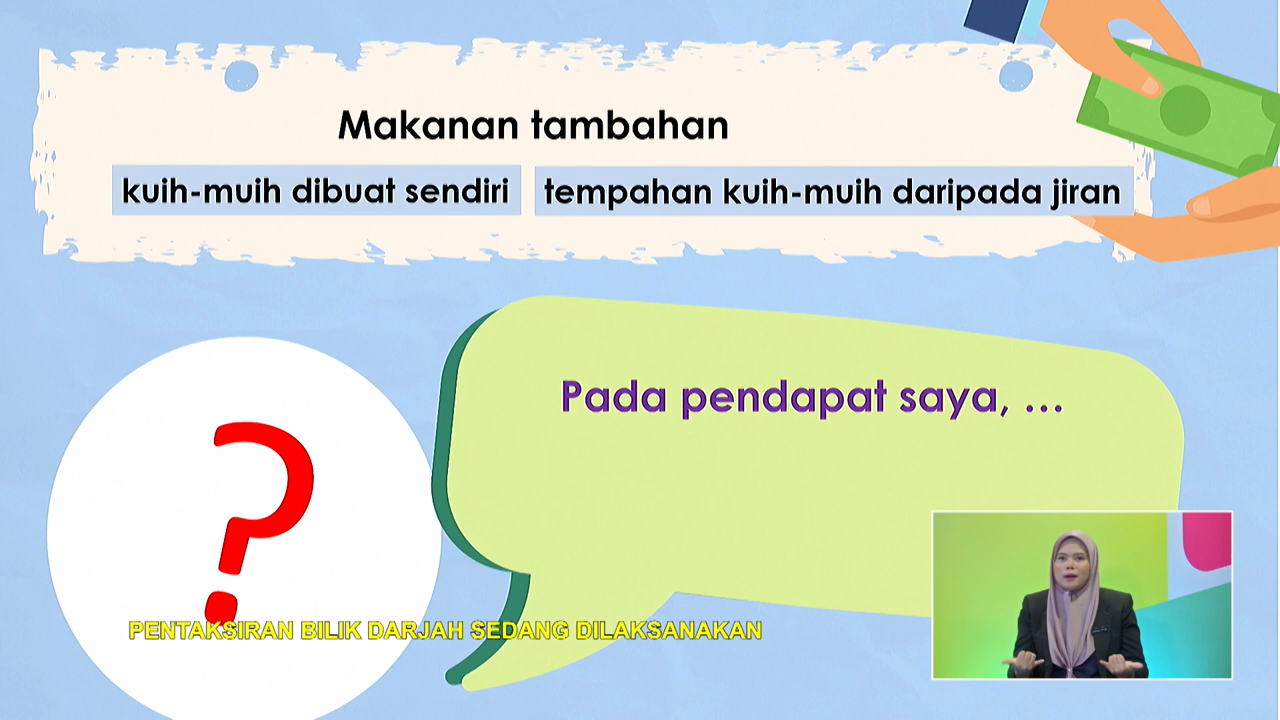 Makanan tambahan
kuih-muih dibuat sendiri tempahan kuih-muih daripada jiran
Pada pendapat saya, ...
?
PENTAKSIRAN BILIK DARJAH SEDANG DILAKSANAKAN